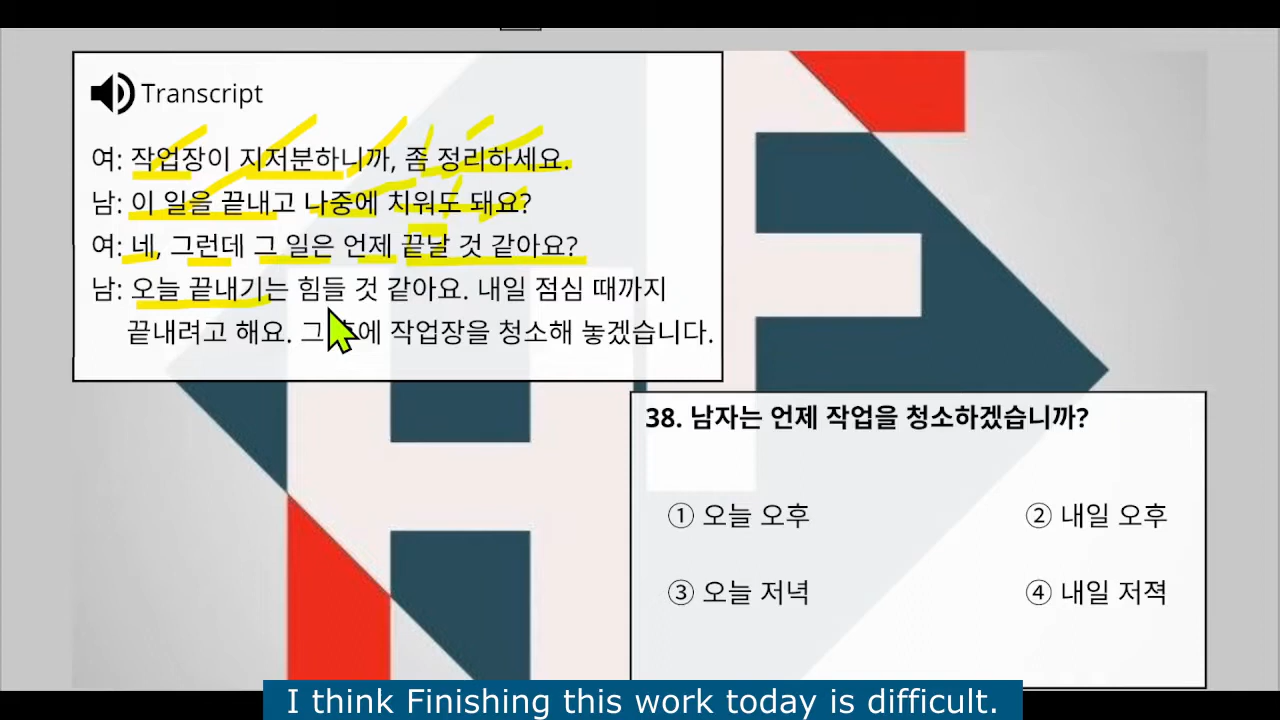 Transcript
여: 작업장이 지저분하니까, 좀 정리하세요.
남: 이 일을 끝내고 나중에 치워도 돼요?
여: 네, 그런데 그 일은 언제 끝날 것 같아요?
남: 오늘 끝내기는 힘들 것 같아요. 내일 점심 때까지
끝내려고 해요. 그 에 작업장을 청소해 놓겠습니다.
38. 남자는 언제 작업을 청소하겠습니까?
① 오늘 오후
② 내일 오후
③ 오늘 저녁
④ 내일 저젹
I think Finishing this work today is difficult.